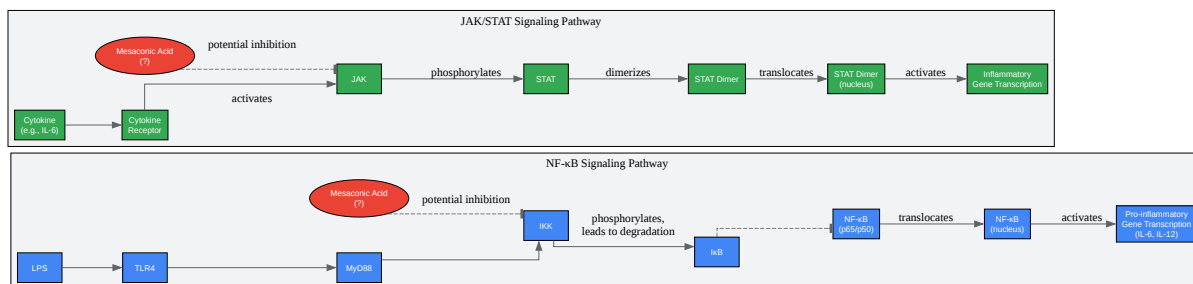 JAK/STAT Signaling Pathway
Mesaconic Acid
(?)
potential inhibition
JAK
phosphorylates
STAT
dimerizes
STAT Dimer
translocates
STAT Dimer
(nucleus)
activates
Inflammatory
Gene Transcription
activates
Cytokine
(e.g., IL-6)
Cytokine
Receptor
NF-κB Signaling Pathway
Mesaconic Acid
(?)
potential inhibition
IKK
phosphorylates,
leads to degradation
IκB
NF-κB
(p65/p50)
translocates
NF-κB
(nucleus)
activates
Pro-inflammatory
Gene Transcription
(IL-6, IL-12)
LPS
TLR4
MyD88